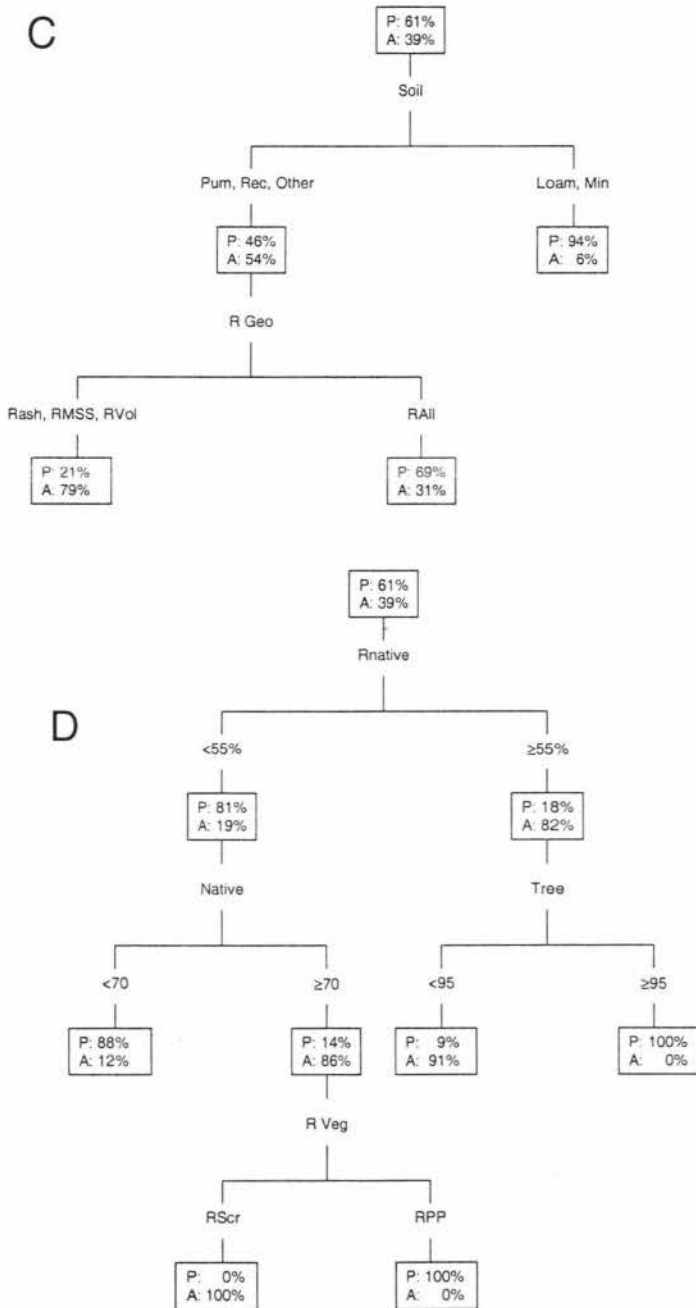 C
P: 61%
A: 39%
Soil
Pum, Rec, Other Loam, Min
P: 46% P: 94%
A: 54% A: 6%
R Geo
Rash, RMSS, RVol RAll
P: 21% P: 69%
A: 79% A: 31%
P: 61%
A: 39%
Rnative
D
<55% ≥55%
P: 81% P: 18%
A: 19% A: 82%
Native Tree
<70 ≥70 <95 ≥95
P: 88% P: 14% P: 9% P: 100%
A: 12% A: 86% A: 91% A: 0%
R Veg
RScr RPP
P: 0% P: 100%
A: 100% A: 0%